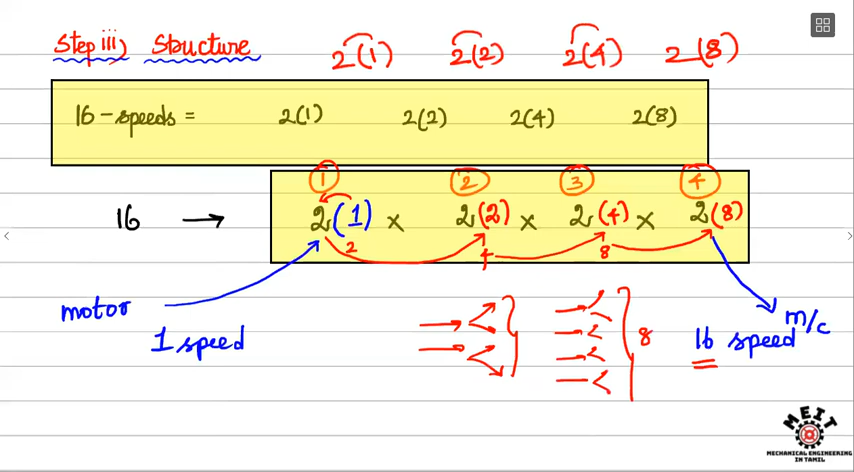 Step iii) Structure 2(1) 2(2) 2(4) 2(8)
16-speeds = 2(1) 2(2) 2(4) 2(8)
1 2 3 4
16 → 2(1) × 2(2) × 2(4) × 2(8)
2 4 8
motor
1 speed
8
16 speed m/c
MEIT
MECHANICAL ENGINEERING
IN TAMIL